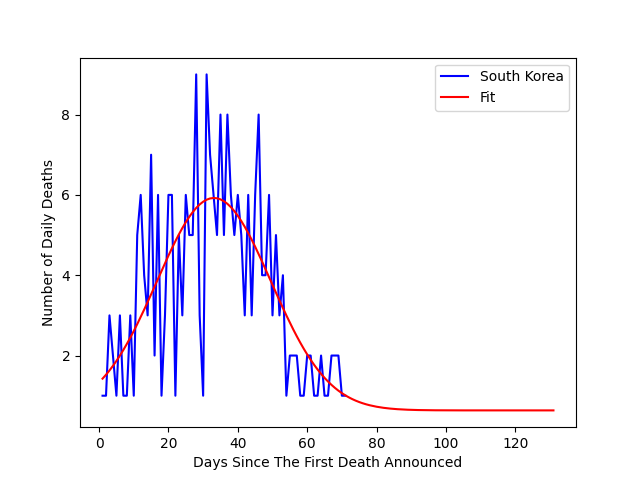 South Korea
Fit
8
6
4
2
Number of Daily Deaths
0 20 40 60 80 100 120
Days Since The First Death Announced